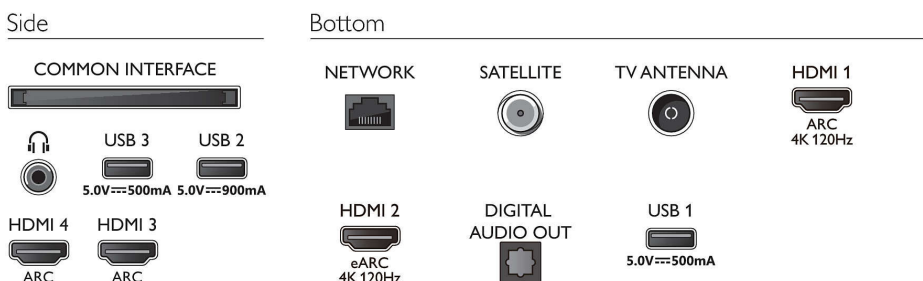 Side
COMMON INTERFACE
USB 3
USB 2
5.0V⎓500mA 5.0V⎓900mA
HDMI 4
HDMI 3
ARC
ARC
Bottom
NETWORK
SATELLITE
TV ANTENNA
HDMI 1
ARC
4K 120Hz
HDMI 2
eARC
4K 120Hz
DIGITAL
AUDIO OUT
USB 1
5.0V⎓500mA